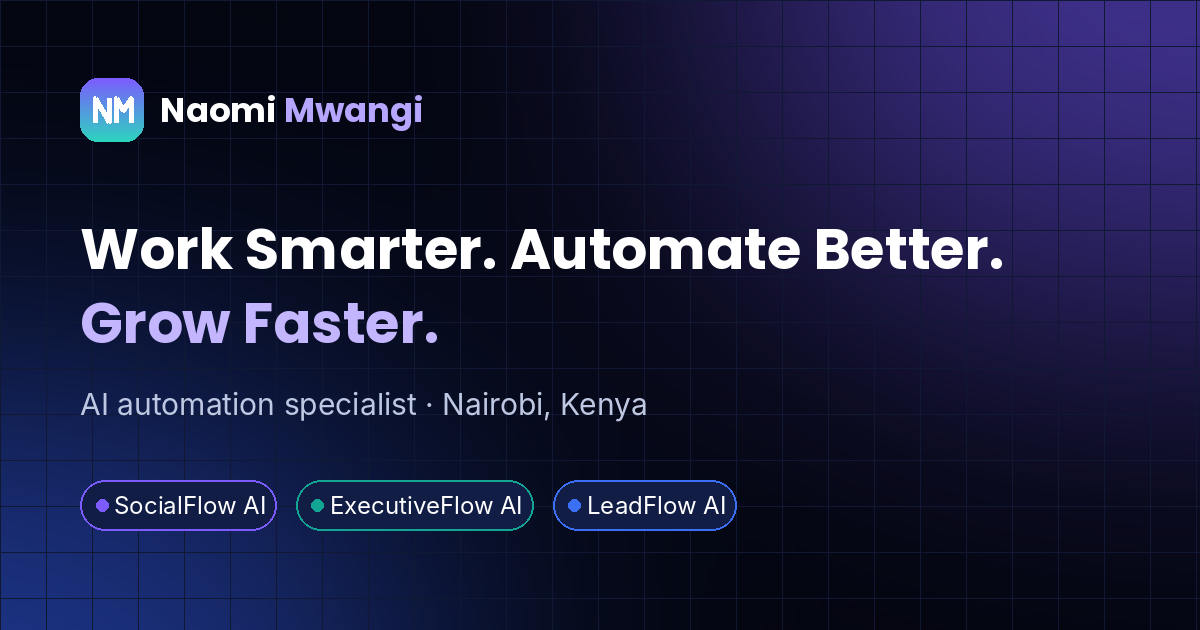 NM
Naomi Mwangi
Work Smarter. Automate Better.
Grow Faster.
AI automation specialist · Nairobi, Kenya
SocialFlow AI
ExecutiveFlow AI
LeadFlow AI